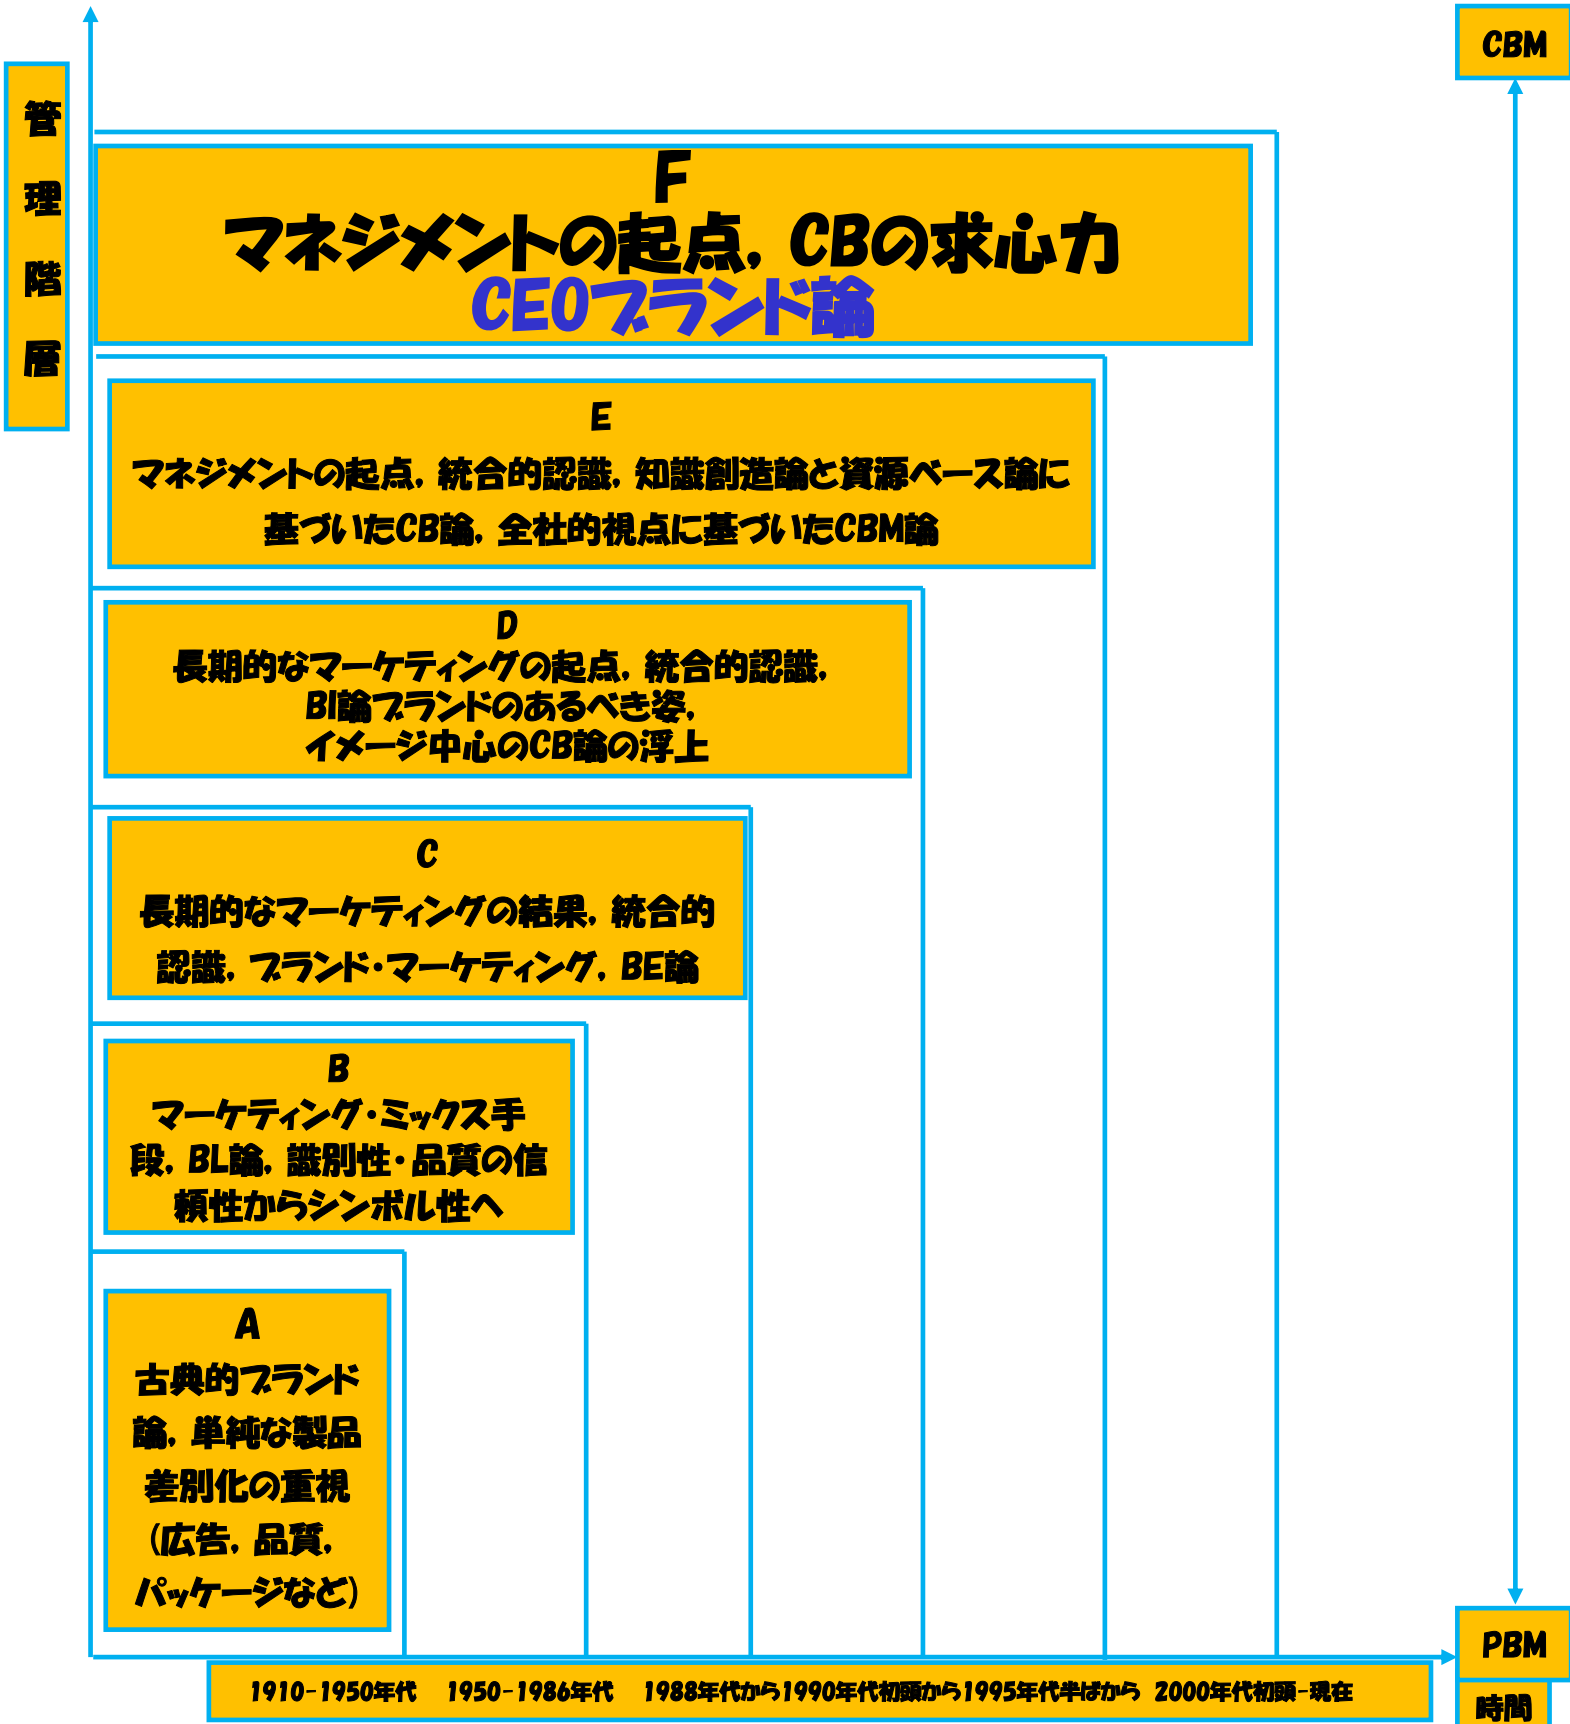 CBM
管
理
階
層
F
マネジメントの起点, CBの求心力
CEOブランド論
E
マネジメントの起点, 統合的認識, 知識創造論と資源ベース論に
基づいたCB論, 全社的視点に基づいたCBM論
D
長期的なマーケティングの起点, 統合的認識,
BI論ブランドのあるべき姿,
イメージ中心のCB論の浮上
C
長期的なマーケティングの結果, 統合的
認識, ブランド・マーケティング, BE論
B
マーケティング・ミックス手
段, BL論, 識別性・品質の信
頼性からシンボル性へ
A
古典的ブランド
論, 単純な製品
差別化の重視
(広告, 品質,
パッケージなど)
PBM
1910-1950年代 1950-1986年代 1988年代から1990年代初頭から1995年代半ばから 2000年代初頭-現在
時間